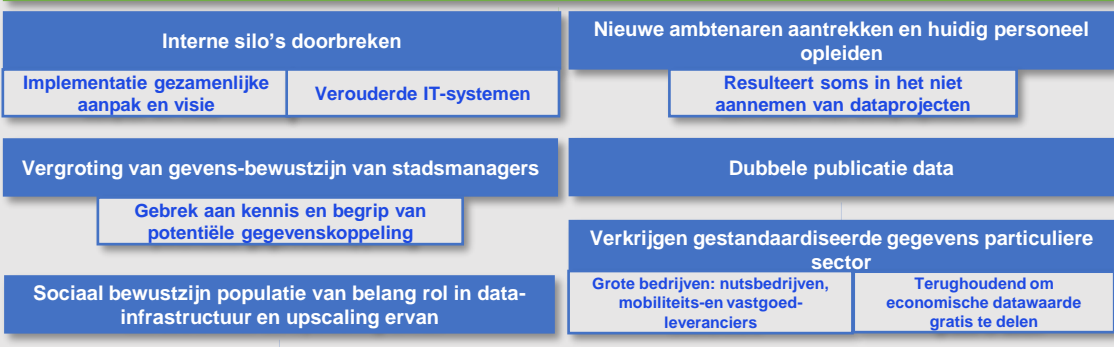 Interne silo's doorbreken
Implementatie gezamenlijke
aanpak en visie
Verouderde IT-systemen
Nieuwe ambtenaren aantrekken en huidig personeel
opleiden
Resulteert soms in het niet
aannemen van dataprojecten
Vergroting van gevens-bewustzijn van stadsmanagers
Gebrek aan kennis en begrip van
potentiële gegevenskoppeling
Dubbele publicatie data
Verkrijgen gestandaardiseerde gegevens particuliere
sector
Grote bedrijven: nutsbedrijven,
mobiliteits-en vastgoed-
leveranciers
Terughoudend om
economische datawaarde
gratis te delen
Sociaal bewustzijn populatie van belang rol in data-
infrastructuur en upscaling ervan